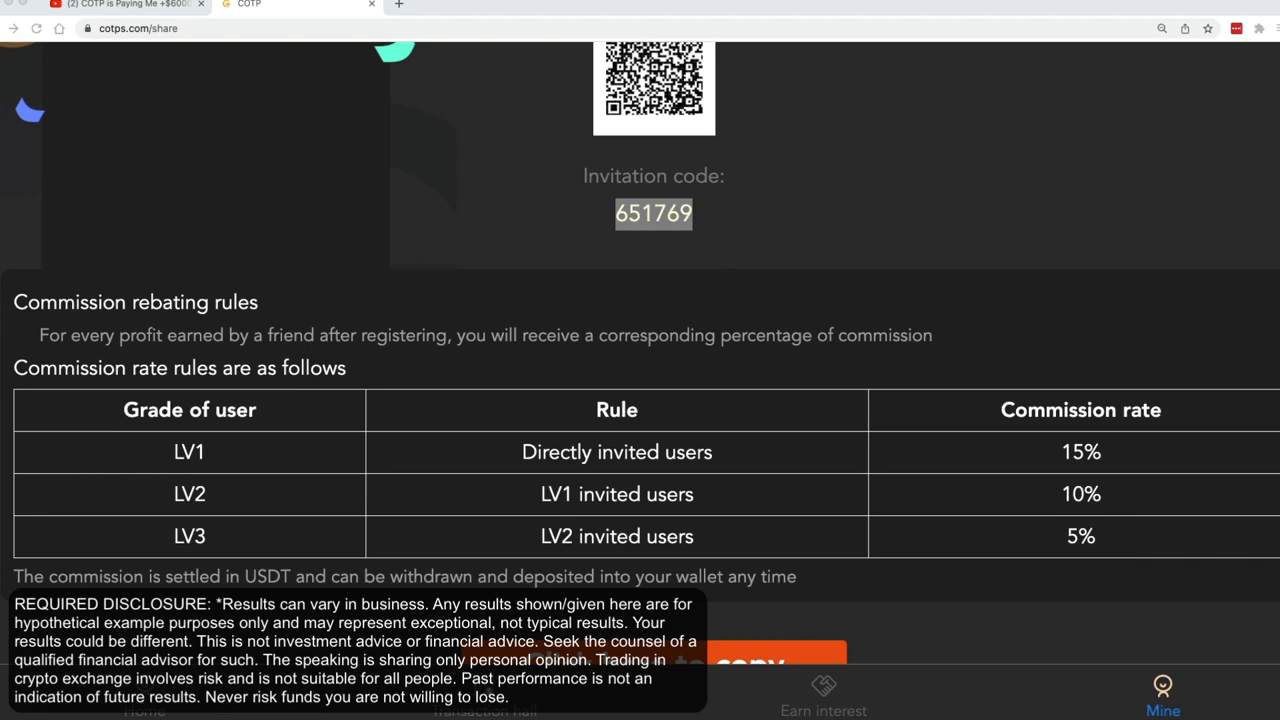 (2) COTP is Paying Me +$600
COTP
cotps.com/share
Invitation code:
651769
Commission rebating rules
For every profit earned by a friend after registering, you will receive a corresponding percentage of commission
Commission rate rules are as follows
Grade of user Rule Commission rate
LV1 Directly invited users 15%
LV2 LV1 invited users 10%
LV3 LV2 invited users 5%
The commission is settled in USDT and can be withdrawn and deposited into your wallet any time
REQUIRED DISCLOSURE: *Results can vary in business. Any results shown/given here are for
hypothetical example purposes only and may represent exceptional, not typical results. Your
results could be different. This is not investment advice or financial advice. Seek the counsel of a
qualified financial advisor for such. The speaking is sharing only personal opinion. Trading in
crypto exchange involves risk and is not suitable for all people. Past performance is not an
indication of future results. Never risk funds you are not willing to lose.
copy
Home Transaction hall Earn interest Mine